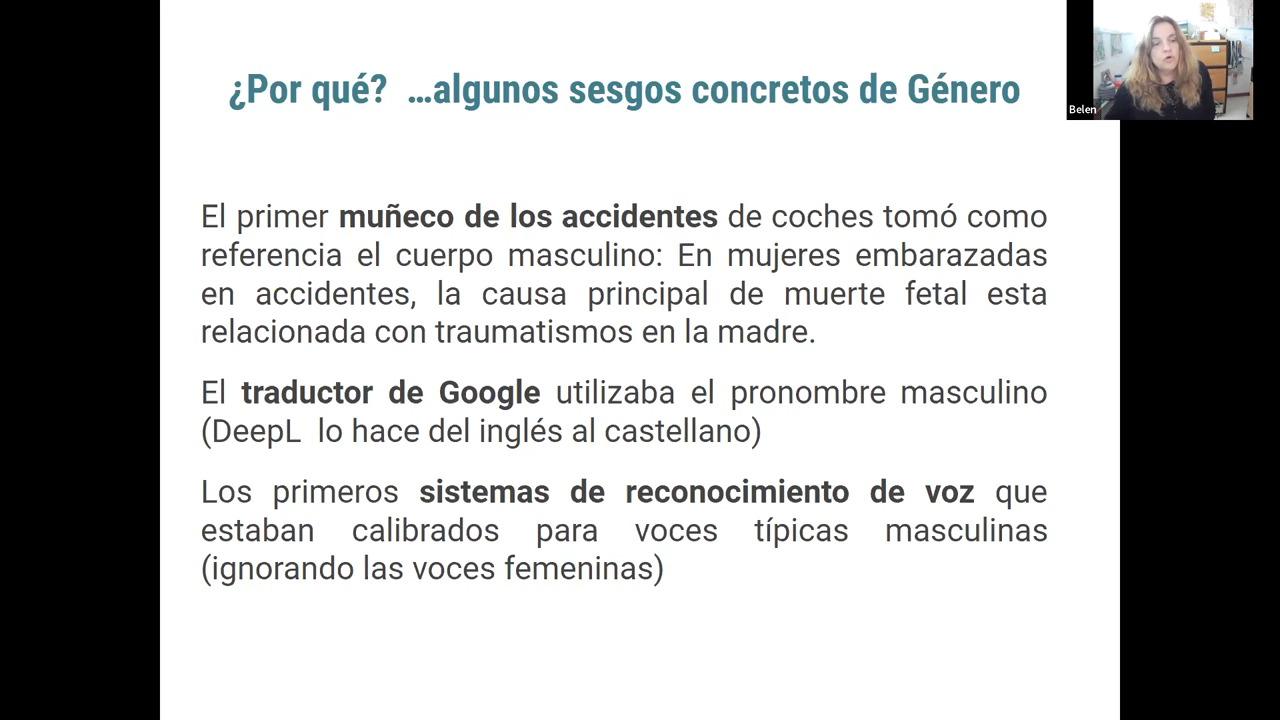 ¿Por qué?  …algunos sesgos concretos de Género
Belen
El primer muñeco de los accidentes de coches tomó como
referencia el cuerpo masculino: En mujeres embarazadas
en accidentes, la causa principal de muerte fetal esta
relacionada con traumatismos en la madre.
El traductor de Google utilizaba el pronombre masculino
(DeepL  lo hace del inglés al castellano)
Los primeros sistemas de reconocimiento de voz que
estaban calibrados para voces típicas masculinas
(ignorando las voces femeninas)